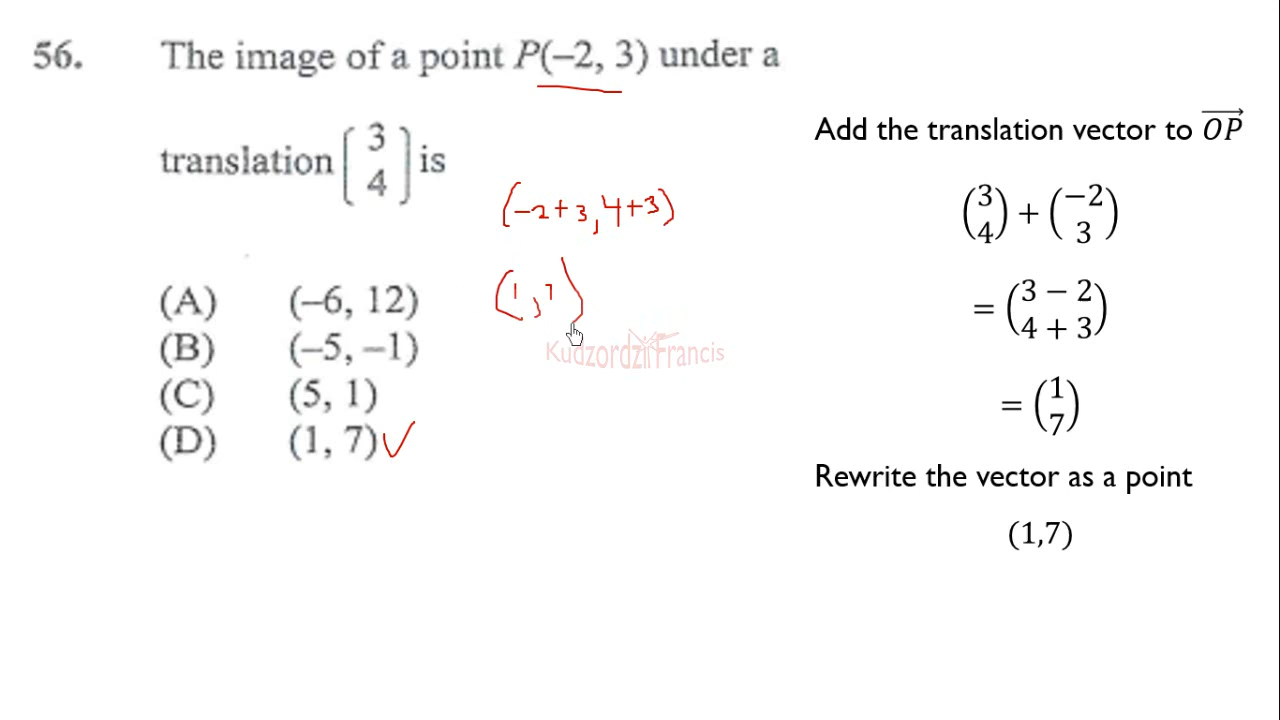 56. The image of a point P(–2, 3) under a
translation [3 4] is
(A) (–6, 12)
(B) (–5, –1)
(C) (5, 1)
(D) (1, 7)✓
(-2+3, 4+3)
(1, 7)
Kudzordzi Francis
Add the translation vector to OP
(3 4) + (−2 3)
= (3 − 2 4 + 3)
= (1 7)
Rewrite the vector as a point
(1,7)